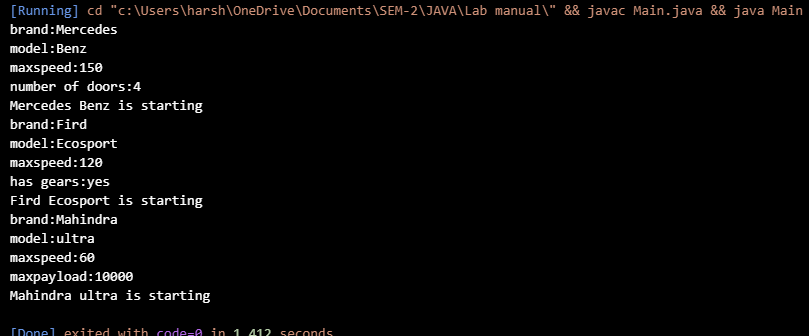 [Running] cd "c:\Users\harsh\OneDrive\Documents\SEM-2\JAVA\Lab manual\" && javac Main.java && java Main
brand:Mercedes
model:Benz
maxspeed:150
number of doors:4
Mercedes Benz is starting
brand:Fird
model:Ecosport
maxspeed:120
has gears:yes
Fird Ecosport is starting
brand:Mahindra
model:ultra
maxspeed:60
maxpayload:10000
Mahindra ultra is starting
[Done] exited with code=0 in 1.412 seconds